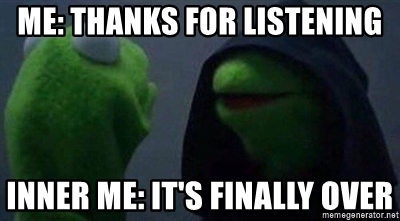 ME: THANKS FOR LISTENING
INNER ME: IT'S FINALLY OVER
memegenerator.net